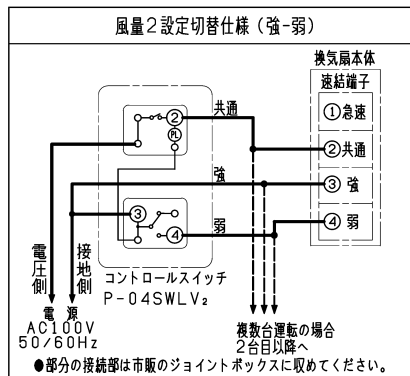 風量2設定切替仕様(強-弱)
換気扇本体
速結端子
①急速
②共通
③ 強
④ 弱
共通
②
PL
強
③
④
弱
電圧側
接地側
コントロールスイッチ
P-04SWLV₂
電 源
AC100V
50/60Hz
複数台運転の場合
2台目以降へ
●部分の接続部は市販のジョイントボックスに収めてください。